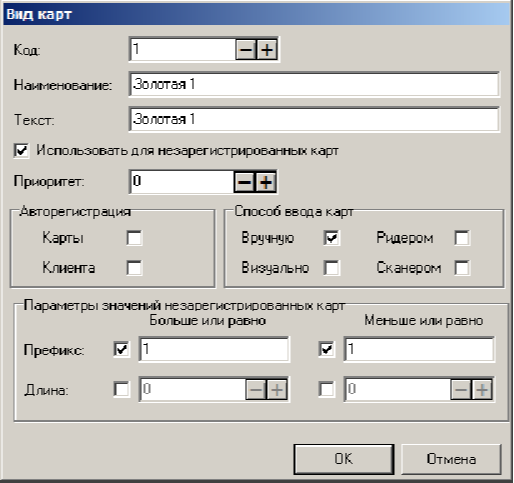 Вид карт
Код: 1
Наименование: Золотая 1
Текст: Золотая 1
Использовать для незарегистрированных карт
Приоритет: 0
Авторегистрация Способ ввода карт
Карты Вручную Ридером
Клиента Визуально Сканером
Параметры значений незарегистрированных карт
Больше или равно Меньше или равно
Префикс: 1 1
Длина: 0 0
OK Отмена